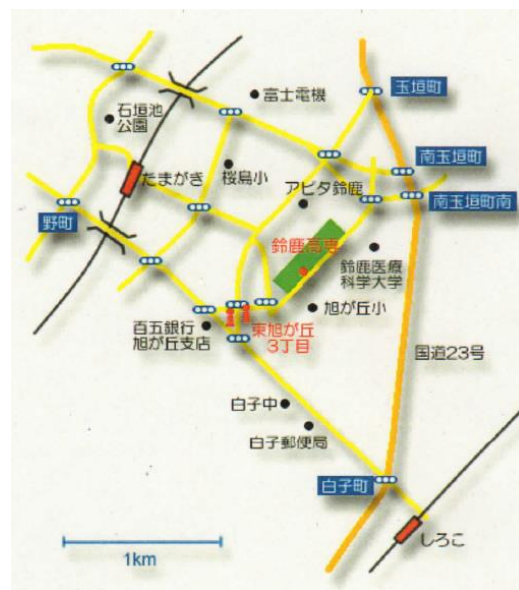 富士電機
玉垣町
石垣池
公園
南玉垣町
たまがき
桜島小
アピタ鈴鹿
南玉垣町南
野町
鈴鹿高専
鈴鹿医療
科学大学
旭が丘小
百五銀行
旭が丘支店
東旭が丘
3丁目
国道23号
白子中
白子郵便局
白子町
しろこ
1km